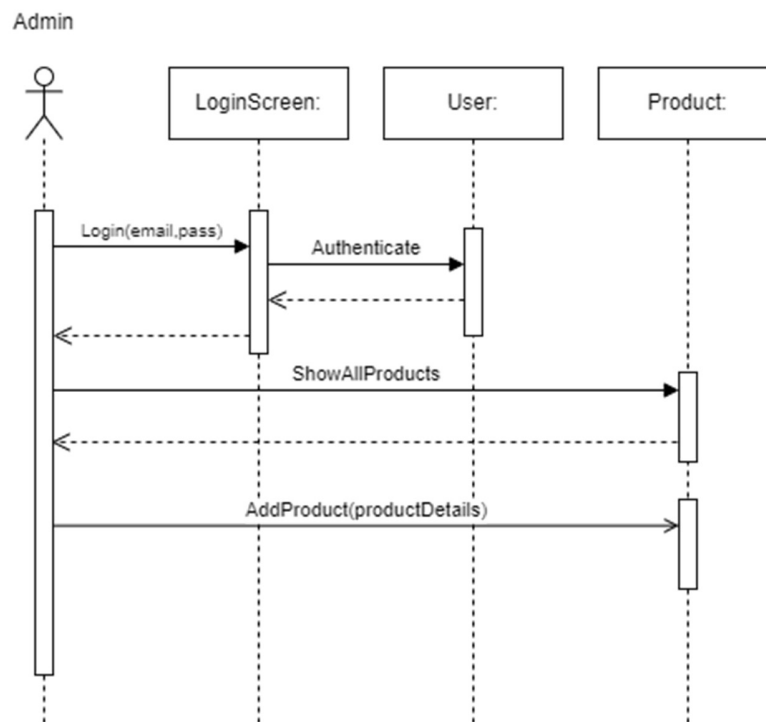 Admin
LoginScreen:
User:
Product:
Login(email,pass)
Authenticate
ShowAllProducts
AddProduct(productDetails)